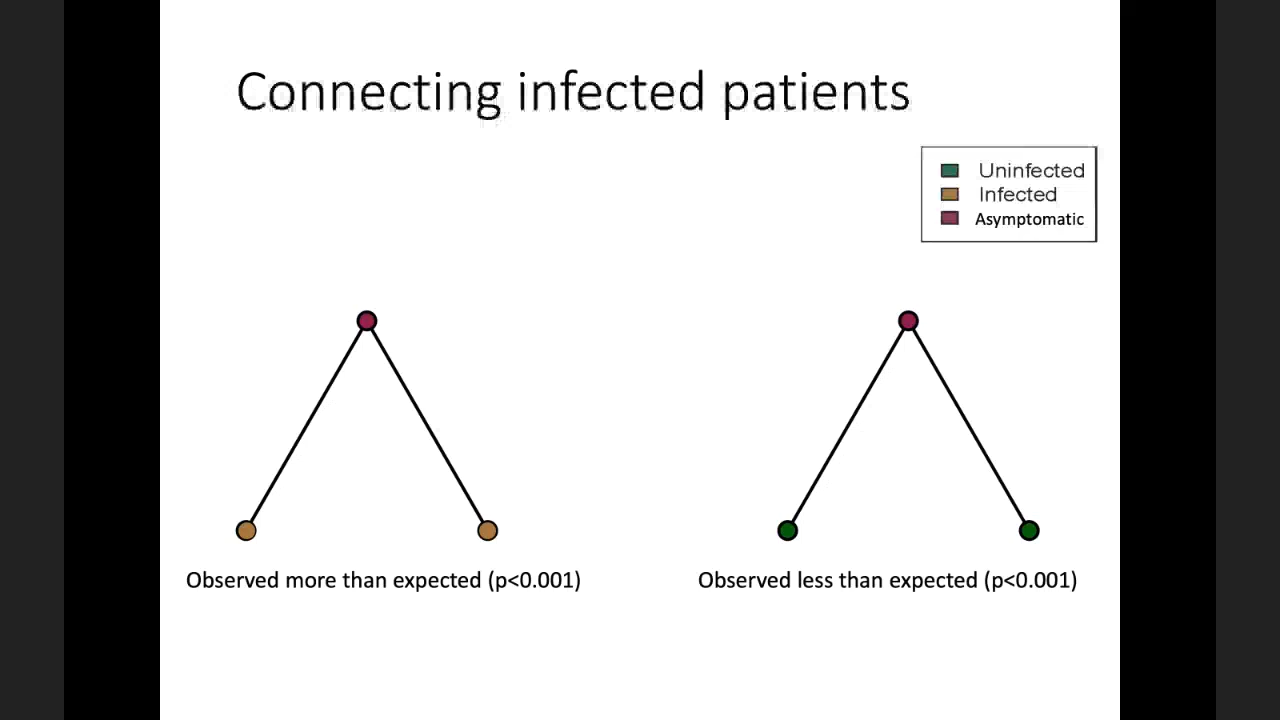 Connecting infected patients
Uninfected
Infected
Asymptomatic
Observed more than expected (p<0.001)
Observed less than expected (p<0.001)